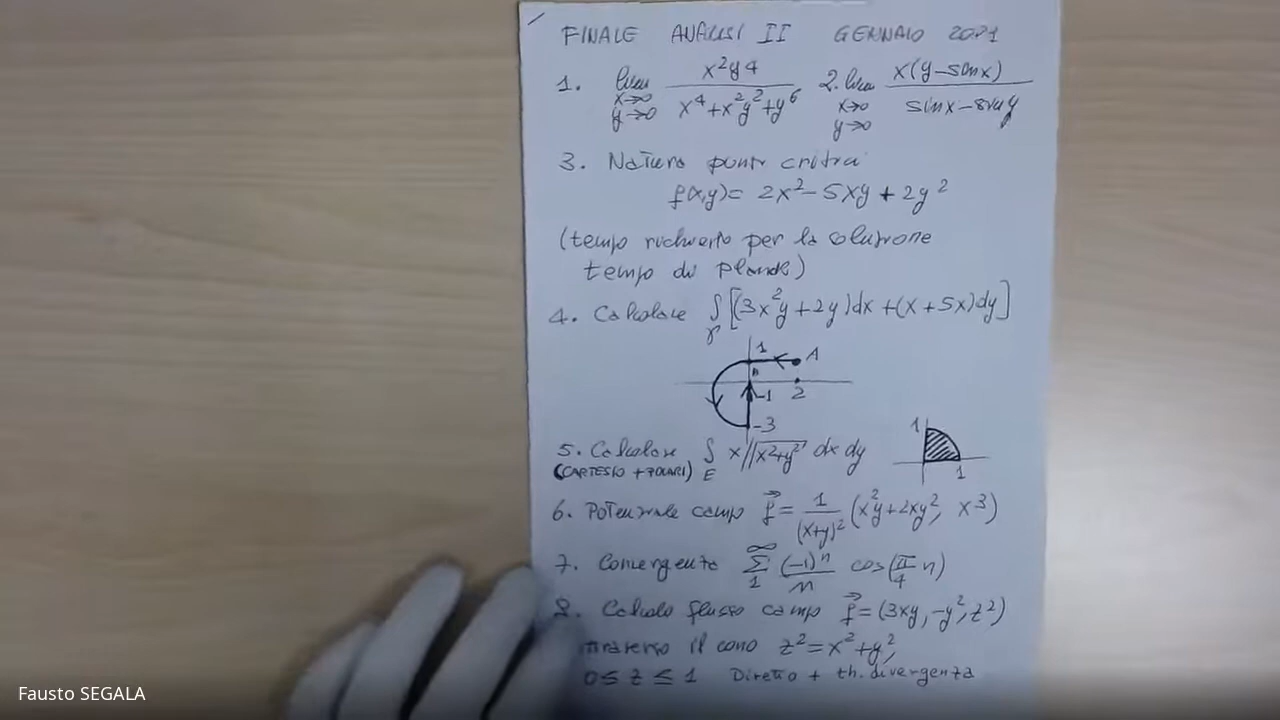 FINALE ANALISI II GENNAIO 2021
1. lim x→0 y→0 x²y4 / x⁴+x²y²+y⁶ 2. lim x→0 y→0 x(y-sinx) / sinx-siny
3. Natura punti critici
f(x,y)= 2x²-5xy+2y²
(tempo richiesto per la soluzione
tempo di Planck)
4. Calcolare ∫γ [(3x²y+2y)dx+(x+5x)dy]
1 A
B
-1 2
-3
5. Calcolare ∫E x/√x²+y² dx dy 1
(CARTESIO + POLARI) 1
6. Potenziale campo f⃗= 1/(x+y)² (x²y+2xy², x³)
7. Convergenza ∑1^∞ (-1)ⁿ/n cos(π/4 n)
8. Calcolo flusso campo f⃗=(3xy,-y²,z²)
il cono z²=x²+y²,
0≤z≤1 Diretto + th. divergenza
Fausto SEGALA